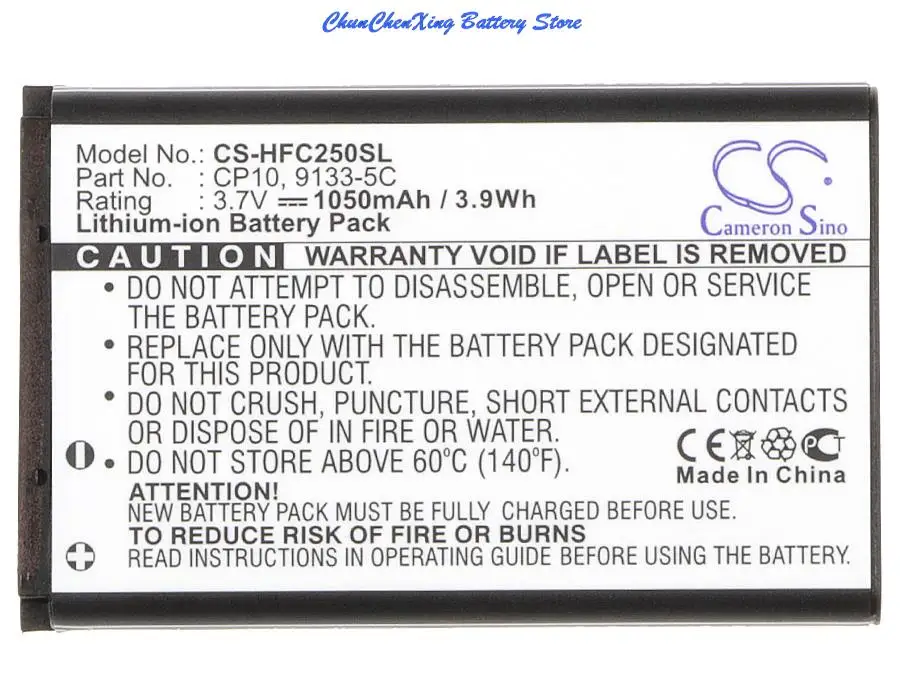 ChunChenXing Battery Store
Model No.: CS-HFC250SL
Part No. : CP10, 9133-5C
Rating : 3.7V ⎓ 1050mAh / 3.9Wh
Lithium-ion Battery Pack
CS
Cameron Sino
CAUTION WARRANTY VOID IF LABEL IS REMOVED
• DO NOT ATTEMPT TO DISASSEMBLE, OPEN OR SERVICE
THE BATTERY PACK.
• REPLACE ONLY WITH THE BATTERY PACK DESIGNATED
FOR THIS PRODUCT.
• DO NOT CRUSH, PUNCTURE, SHORT EXTERNAL CONTACTS
OR DISPOSE OF IN FIRE OR WATER.
• DO NOT STORE ABOVE 60°C (140°F).
CE PCT
Made In China
ATTENTION!
NEW BATTERY PACK MUST BE FULLY CHARGED BEFORE USE.
TO REDUCE RISK OF FIRE OR BURNS
READ INSTRUCTIONS IN OPERATING GUIDE BEFORE USING THE BATTERY.